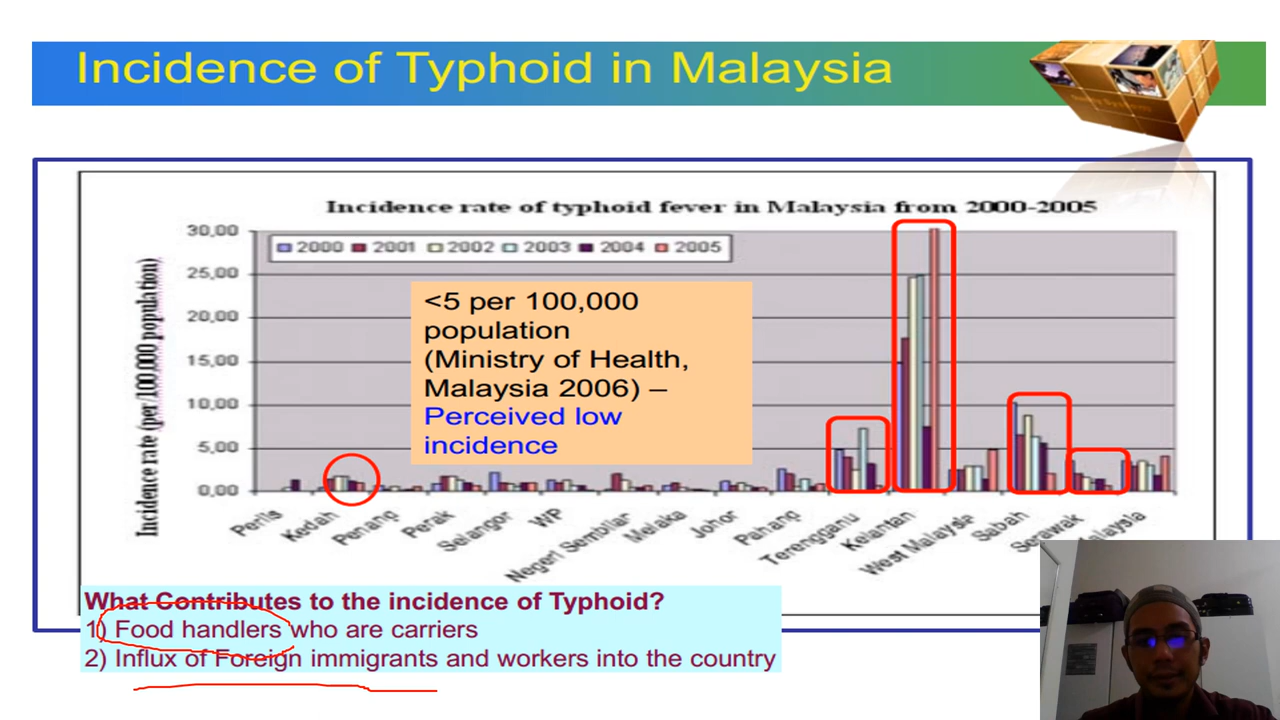 Incidence of Typhoid in Malaysia
Incidence rate of typhoid fever in Malaysia from 2000-2005
30,00
2000 2001 2002 2003 2004 2005
25,00
20,00
15,00
10,00
5,00
0,00
Incidence rate (per/100,000 population)
<5 per 100,000
population
(Ministry of Health,
Malaysia 2006) –
Perceived low
incidence
Perlis
Kedah
Penang
Perak
Selangor
WP
Negeri Sembilan
Melaka
Johor
Pahang
Terengganu
Kelantan
West Malaysia
Sabah
Serawak
Malaysia
What Contributes to the incidence of Typhoid?
1) Food handlers who are carriers
2) Influx of Foreign immigrants and workers into the country